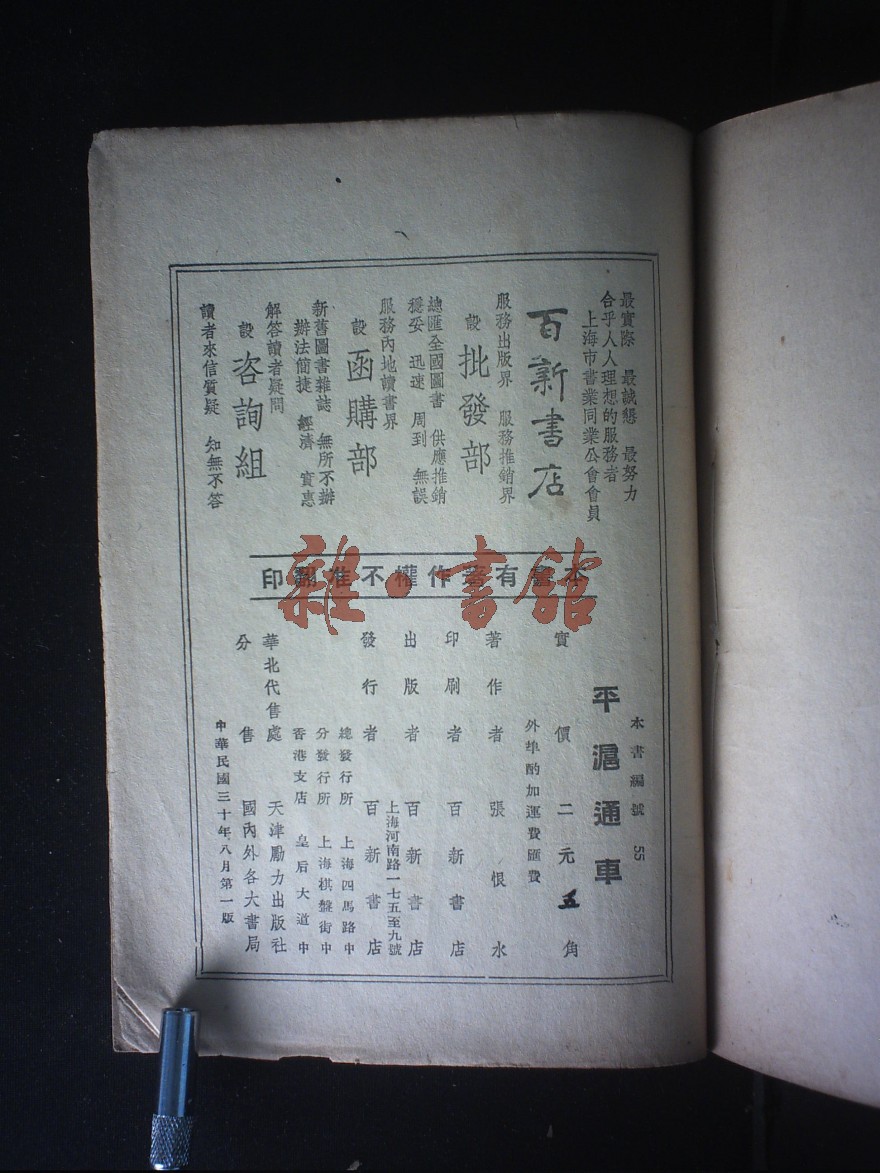 最實際 最誠懇 最努力
合乎人人理想的服務者
上海市書業同業公會會員
百新書店
服務出版界 服務推銷界
設批發部
總匯全國圖書 供應推銷
穩妥 迅速 周到 無誤
服務內地讀書界
設函購部
新舊圖書雜誌 無所不辦
辦法簡捷 經濟 實惠
解答讀者疑問
設咨詢組
讀者來信質疑 知無不答
本書有著作權不准翻印
雜·書館
本書編號 55
平滬通車
實價二元五角
外埠酌加運費匯費
著作者 張恨水
印刷者 百新書店
出版者 百新書店
上海河南路一七五至九號
發行者 百新書店
總發行所 上海四馬路中
分發行所 上海棋盤街中
香港支店 皇后大道中
華北代售處 天津勵力出版社
分售 國內外各大書局
中華民國三十年八月第一版